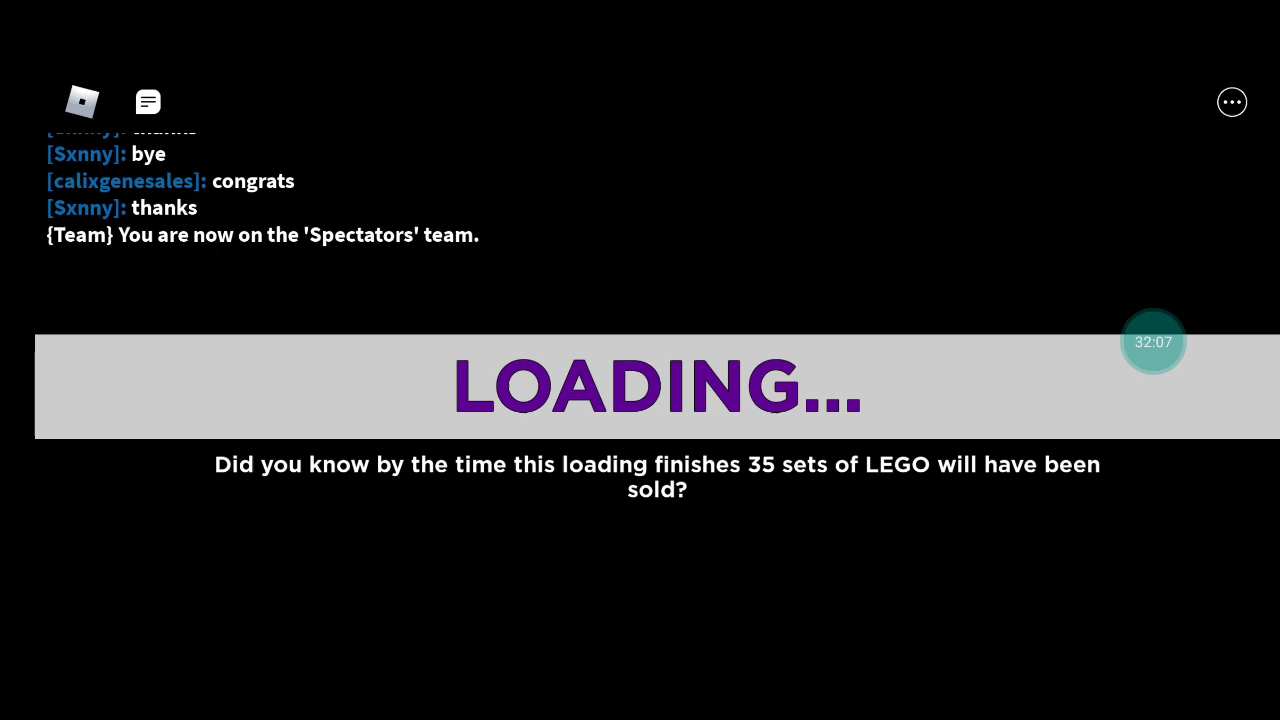 [Sxnny]: bye
[calixgenesales]: congrats
[Sxnny]: thanks
{Team} You are now on the 'Spectators' team.
32:07
LOADING...
Did you know by the time this loading finishes 35 sets of LEGO will have been
sold?